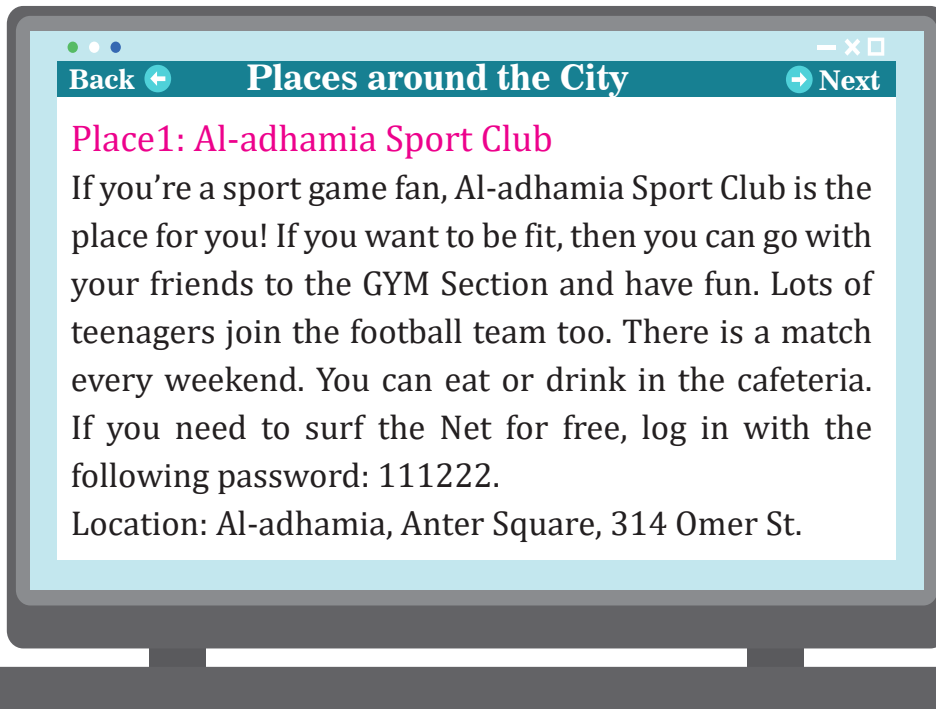 Back Places around the City Next
Place1: Al-adhamia Sport Club
If you’re a sport game fan, Al-adhamia Sport Club is the
place for you! If you want to be fit, then you can go with
your friends to the GYM Section and have fun. Lots of
teenagers join the football team too. There is a match
every weekend. You can eat or drink in the cafeteria.
If you need to surf the Net for free, log in with the
following password: 111222.
Location: Al-adhamia, Anter Square, 314 Omer St.